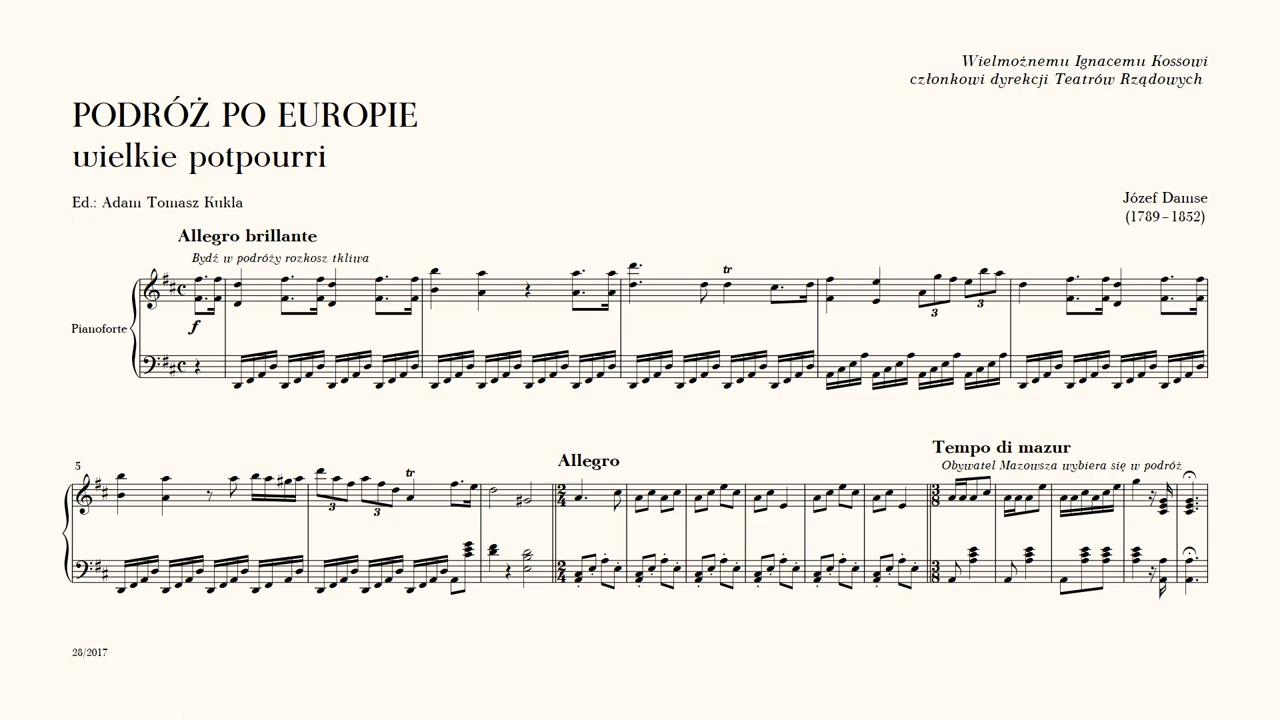 Wielmożnemu Ignacemu Kossowi
członkowi dyrekcji Teatrów Rządowych
PODRÓŻ PO EUROPIE
wielkie potpourri
Ed.: Adam Tomasz Kukla
Józef Damse
(1789–1852)
Allegro brillante
Bydź w podróży rozkosz tkliwa
tr
Pianoforte
f
3
3
5
Allegro
Tempo di mazur
Obywatel Mazowsza wybiera się w podróż
tr
3
3
28/2017